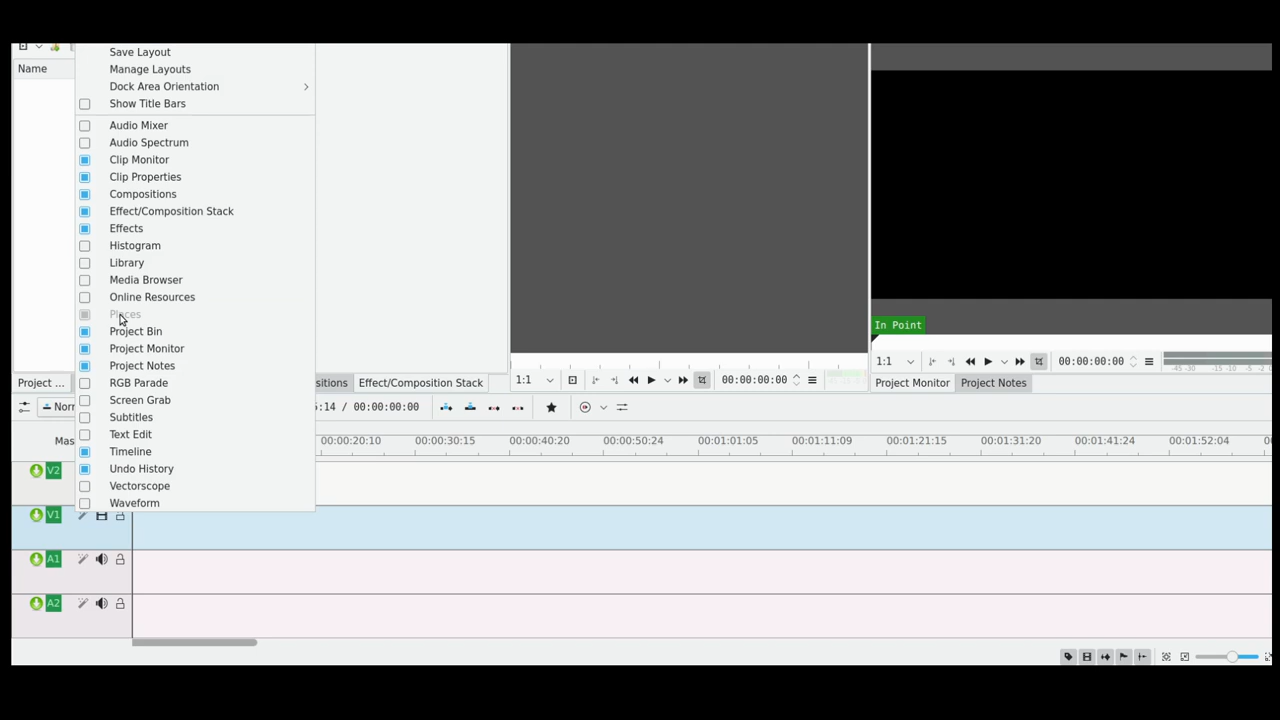 Save Layout
Name
Manage Layouts
Dock Area Orientation
Show Title Bars
Audio Mixer
Audio Spectrum
Clip Monitor
Clip Properties
Compositions
Effect/Composition Stack
Effects
Histogram
Library
Media Browser
Online Resources
Places
Project Bin
Project Monitor
Project Notes
RGB Parade
Screen Grab
Subtitles
Text Edit
Timeline
Undo History
Vectorscope
Waveform
In Point
1:1 00:00:00:00
1:1 00:00:00:00 -45 -30 -15 -10
Project ... sitions Effect/Composition Stack
Project Monitor Project Notes
Norr 5:14 / 00:00:00:00
Mas 00:00:20:10 00:00:30:15 00:00:40:20 00:00:50:24 00:01:01:05 00:01:11:09 00:01:21:15 00:01:31:20 00:01:41:24 00:01:52:04
V2
V1
A1
A2